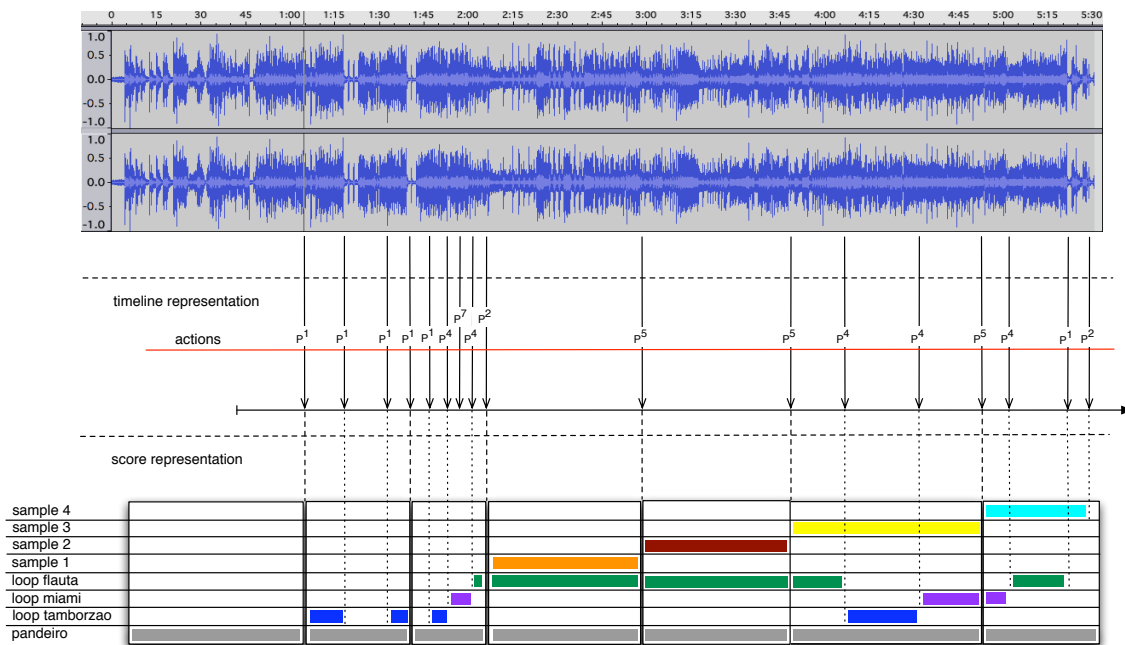 0 15 30 45 1:00 1:15 1:30 1:45 2:00 2:15 2:30 2:45 3:00 3:15 3:30 3:45 4:00 4:15 4:30 4:45 5:00 5:15 5:30
1.0
0.5
0.0
-0.5
-1.0
1.0
0.5
0.0
-0.5
-1.0
timeline representation
P7 P2
actions P1 P1 P1 P1 P1 P4 P4 P5 P5 P4 P4 P5 P4 P1 P2
score representation
sample 4
sample 3
sample 2
sample 1
loop flauta
loop miami
loop tamborzao
pandeiro